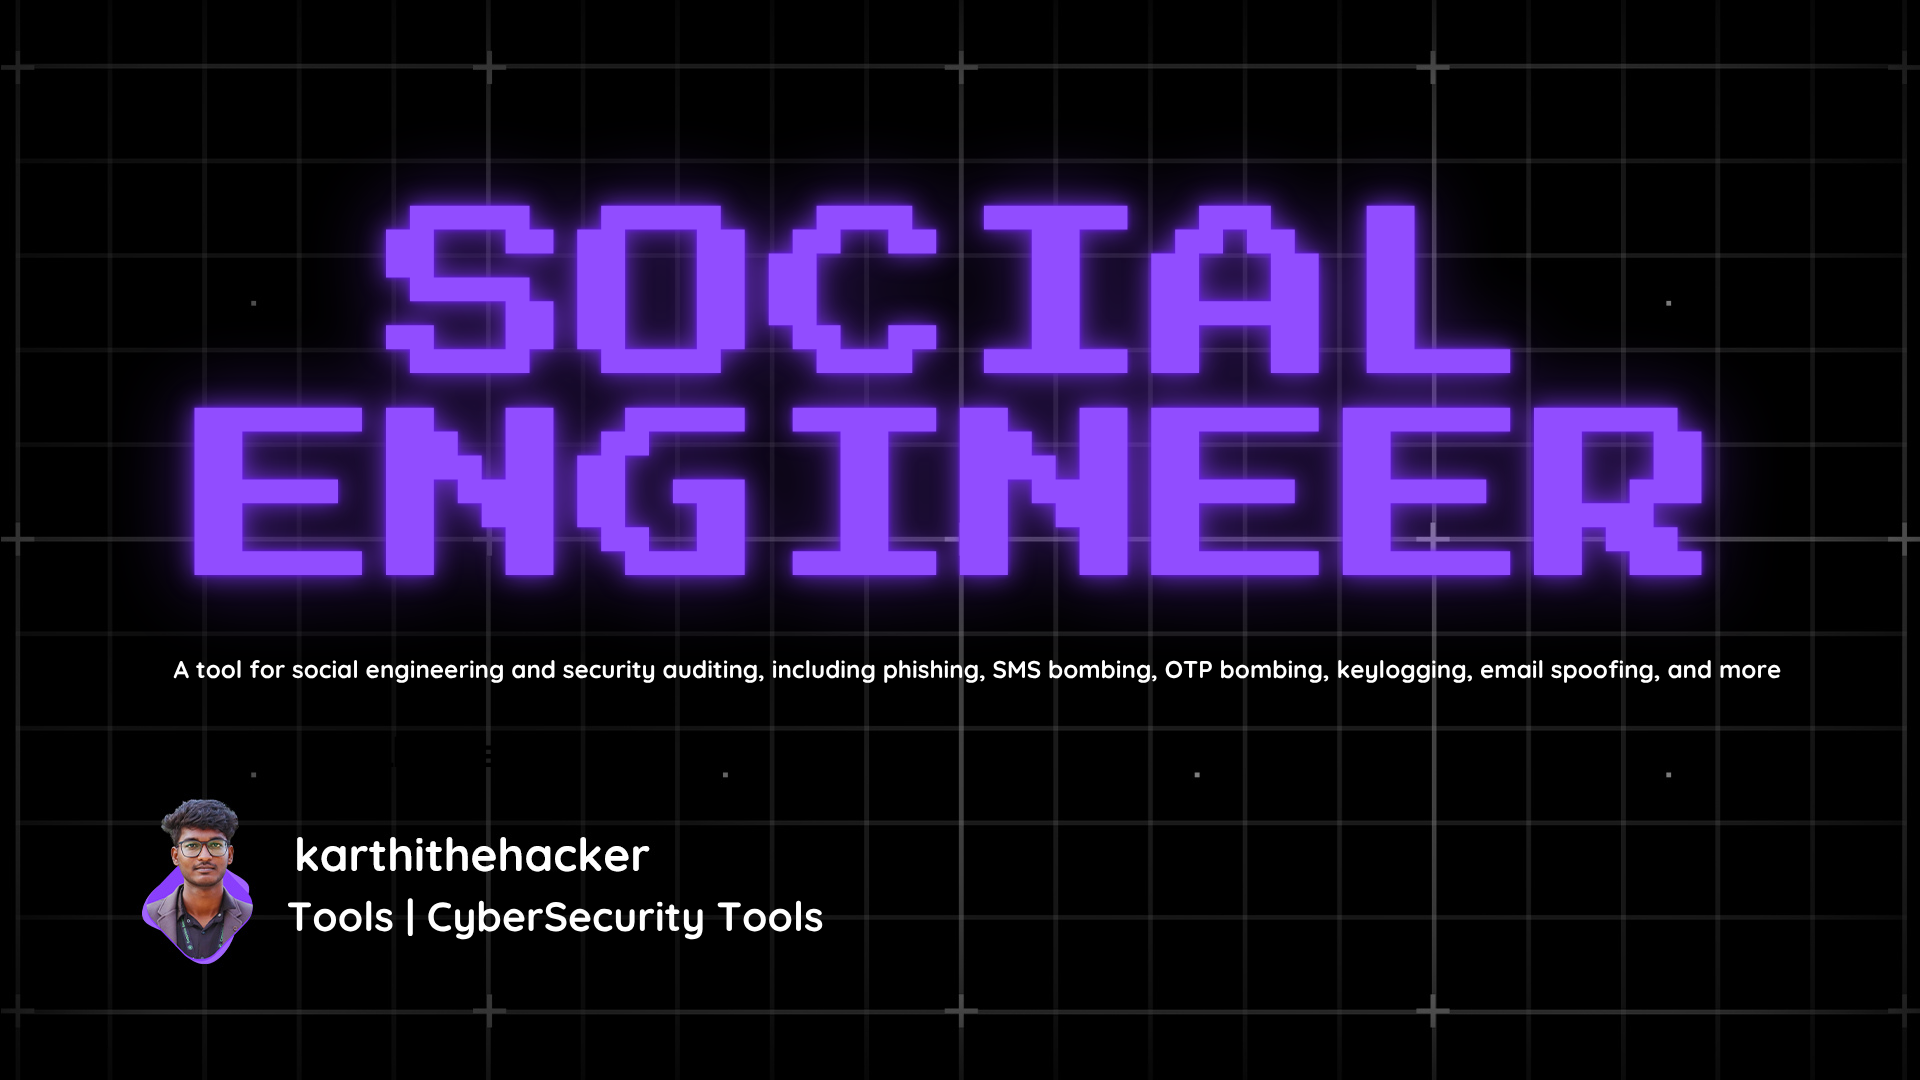 SOCIAL
ENGINEER
A tool for social engineering and security auditing, including phishing, SMS bombing, OTP bombing, keylogging, email spoofing, and more
karthithehacker
Tools | CyberSecurity Tools